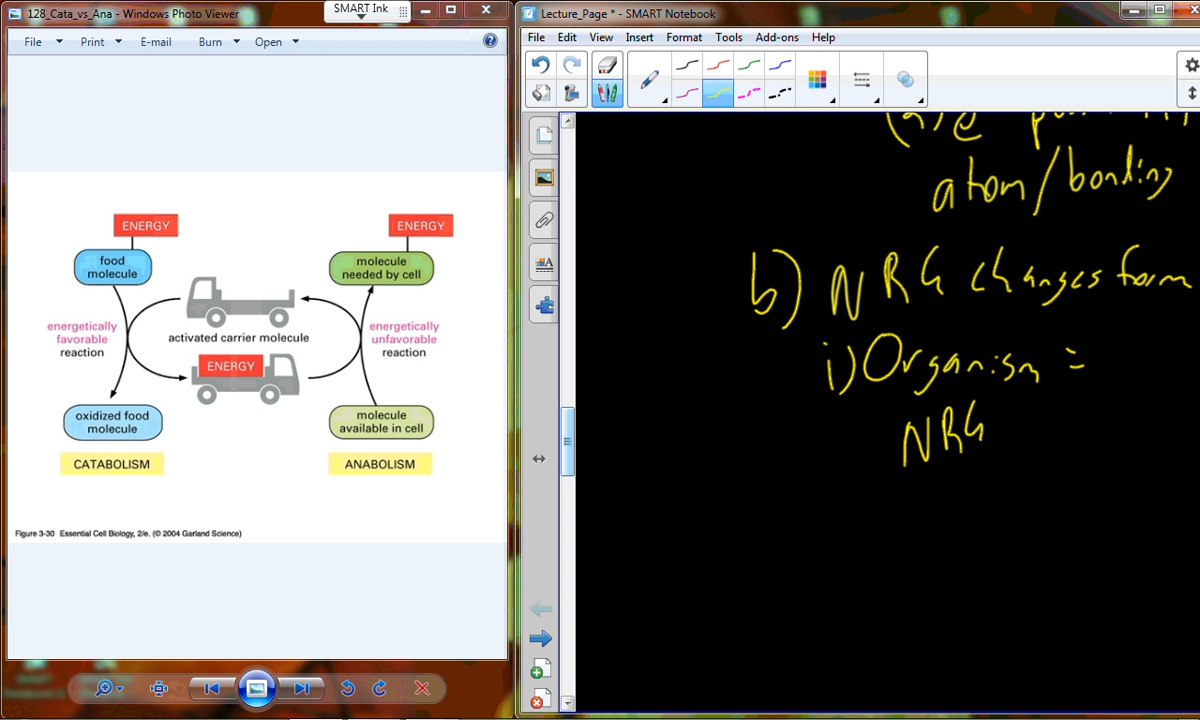 128_Cata_vs_Ana - Windows Photo Viewer
SMART Ink
File Print E-mail Burn Open
ENERGY
food
molecule
energetically
favorable
reaction
oxidized food
molecule
CATABOLISM
activated carrier molecule
ENERGY
ENERGY
molecule
needed by cell
energetically
unfavorable
reaction
molecule
available in cell
ANABOLISM
Figure 3-30 Essential Cell Biology, 2/e. (© 2004 Garland Science)
Lecture_Page * - SMART Notebook
File Edit View Insert Format Tools Add-ons Help
atom/bonding
b) NRG changes form
i) Organism =
NRG